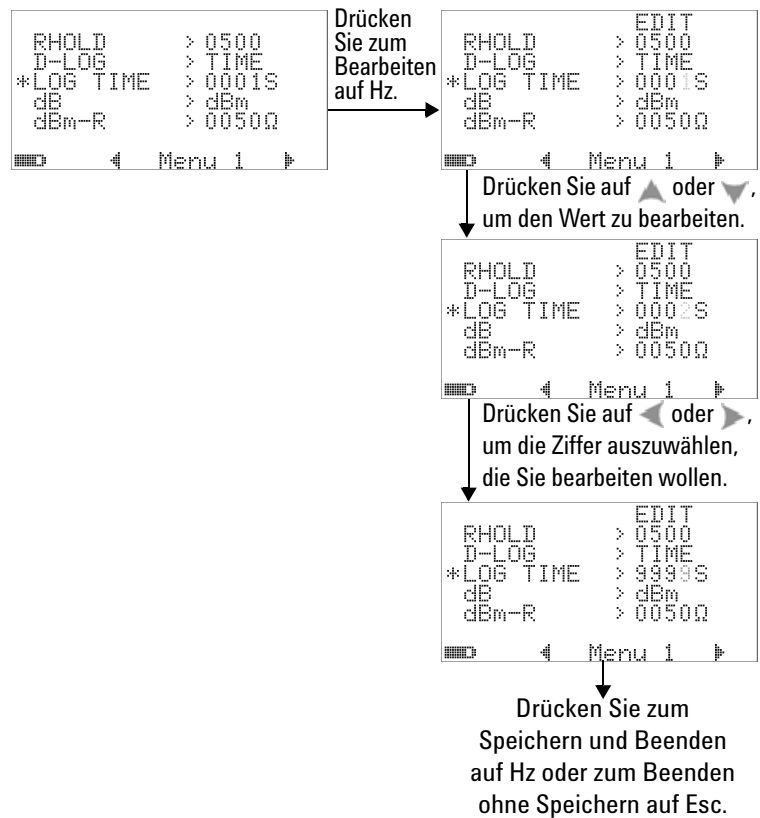 RHOLD > 0500
D-LOG > TIME
*LOG TIME > 0001S
dB > dBm
dBm-R > 0050Ω
Menu 1
Drücken
Sie zum
Bearbeiten
auf Hz.
EDIT
RHOLD > 0500
D-LOG > TIME
*LOG TIME > 0001S
dB > dBm
dBm-R > 0050Ω
Menu 1
Drücken Sie auf oder ,
um den Wert zu bearbeiten.
EDIT
RHOLD > 0500
D-LOG > TIME
*LOG TIME > 0002S
dB > dBm
dBm-R > 0050Ω
Menu 1
Drücken Sie auf oder ,
um die Ziffer auszuwählen,
die Sie bearbeiten wollen.
EDIT
RHOLD > 0500
D-LOG > TIME
*LOG TIME > 9999S
dB > dBm
dBm-R > 0050Ω
Menu 1
Drücken Sie zum
Speichern und Beenden
auf Hz oder zum Beenden
ohne Speichern auf Esc.